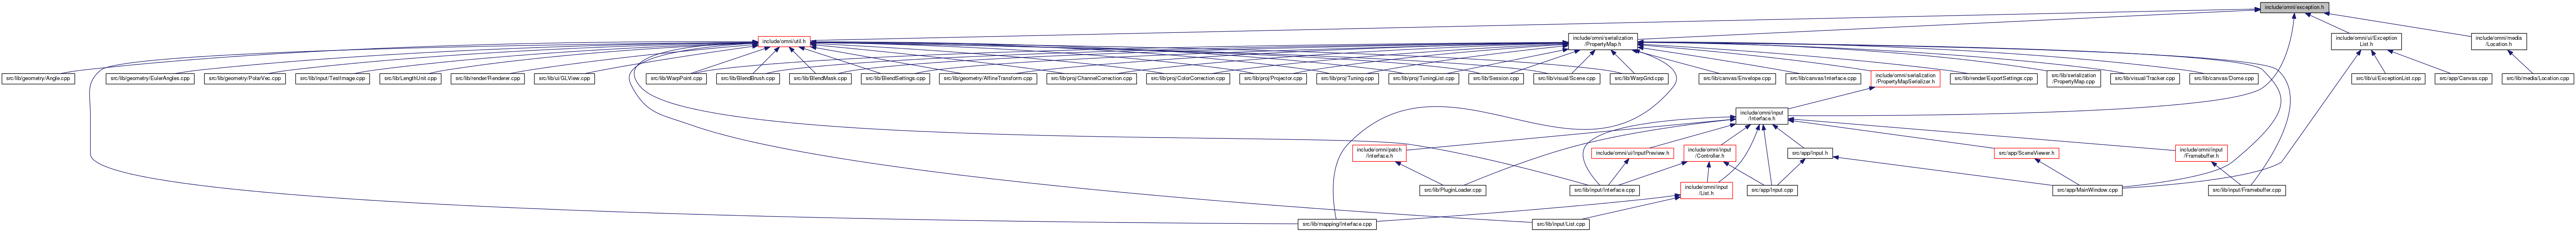 include/omni/exception.h
include/omni/util.h
include/omni/serialization
/PropertyMap.h
include/omni/ui/Exception
List.h
include/omni/media
/Location.h
src/lib/geometry/Angle.cpp
src/lib/geometry/EulerAngles.cpp
src/lib/geometry/PolarVec.cpp
src/lib/input/TestImage.cpp
src/lib/LengthUnit.cpp
src/lib/render/Renderer.cpp
src/lib/ui/GLView.cpp
src/lib/WarpPoint.cpp
src/lib/BlendBrush.cpp
src/lib/BlendMask.cpp
src/lib/BlendSettings.cpp
src/lib/geometry/AffineTransform.cpp
src/lib/proj/ChannelCorrection.cpp
src/lib/proj/ColorCorrection.cpp
src/lib/proj/Projector.cpp
src/lib/proj/Tuning.cpp
src/lib/proj/TuningList.cpp
src/lib/Session.cpp
src/lib/visual/Scene.cpp
src/lib/WarpGrid.cpp
src/lib/canvas/Envelope.cpp
src/lib/canvas/Interface.cpp
include/omni/serialization
/PropertyMapSerializer.h
src/lib/render/ExportSettings.cpp
src/lib/serialization
/PropertyMap.cpp
src/lib/visual/Tracker.cpp
src/lib/canvas/Dome.cpp
src/lib/ui/ExceptionList.cpp
src/app/Canvas.cpp
src/lib/media/Location.cpp
include/omni/input
/Interface.h
include/omni/patch
/Interface.h
include/omni/ui/InputPreview.h
include/omni/input
/Controller.h
src/app/Input.h
src/app/SceneViewer.h
include/omni/input
/Framebuffer.h
src/lib/PluginLoader.cpp
src/lib/input/Interface.cpp
include/omni/input
/List.h
src/app/Input.cpp
src/app/MainWindow.cpp
src/lib/input/Framebuffer.cpp
src/lib/mapping/Interface.cpp
src/lib/input/List.cpp